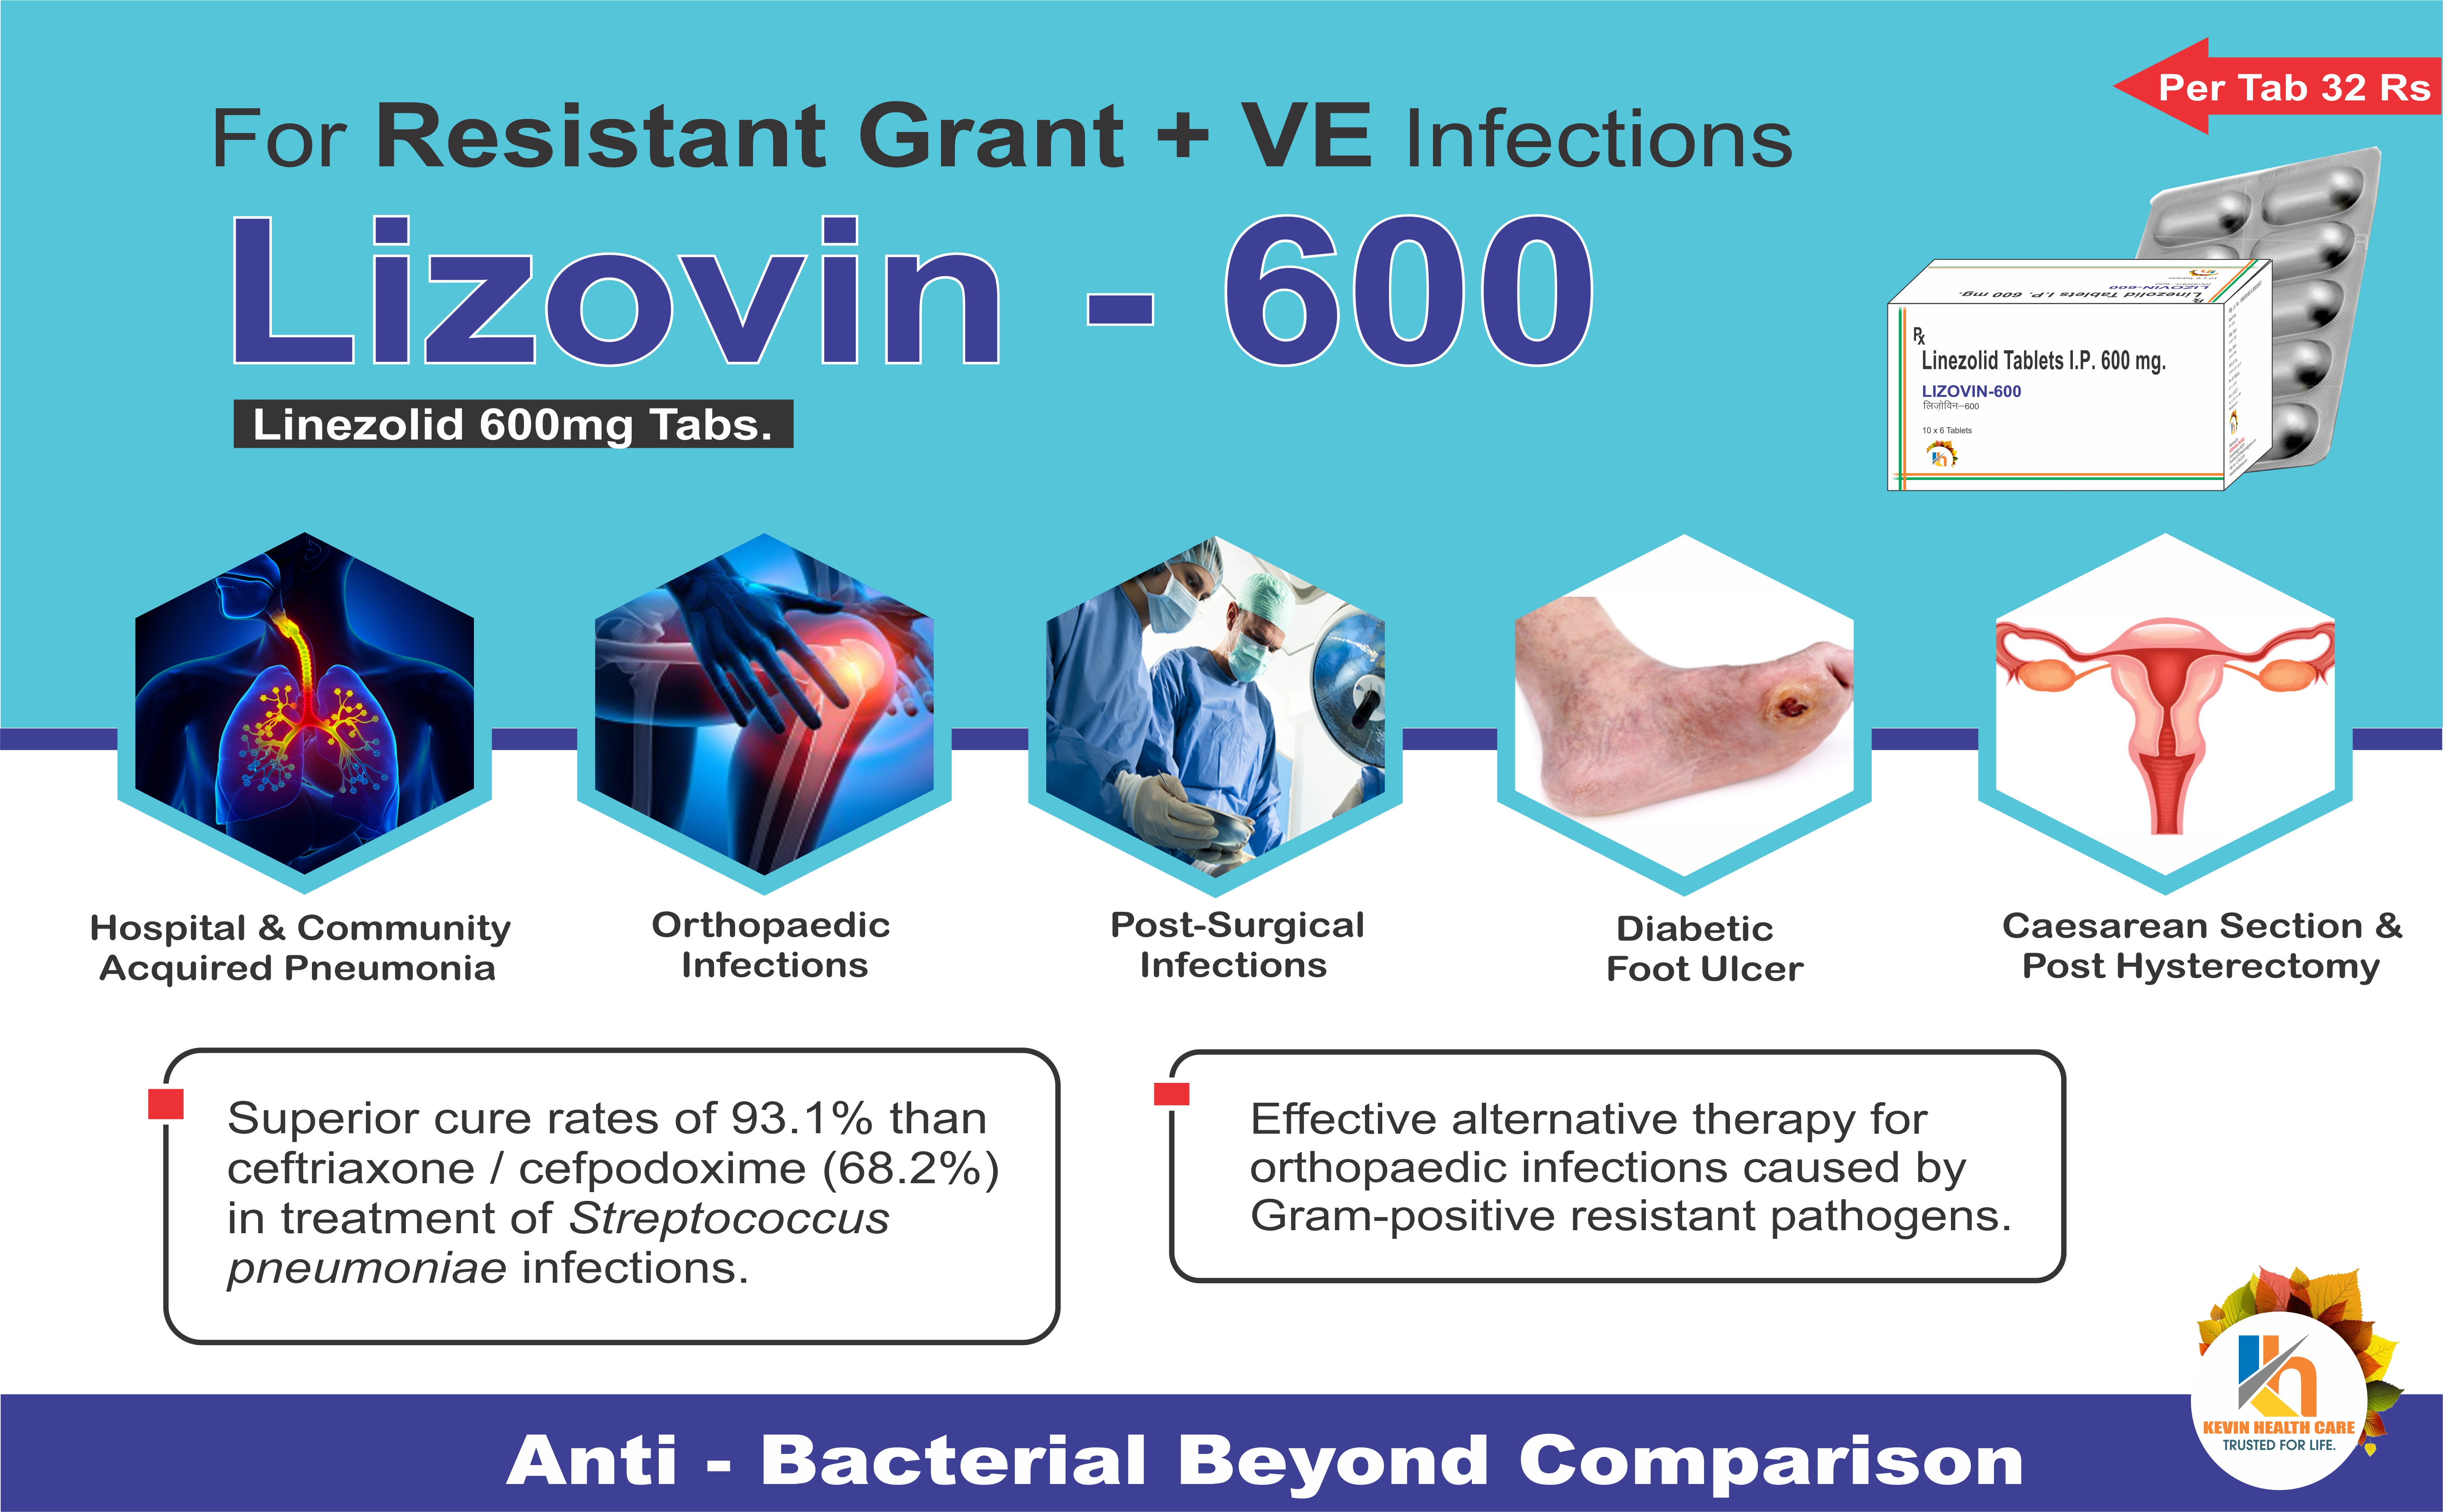 Per Tab 32 Rs
For Resistant Grant + VE Infections
Lizovin - 600
Linezolid 600mg Tabs.
Linezolid Tablets I.P. 600 mg.
LIZOVIN-600
Rx
Linezolid Tablets I.P. 600 mg.
LIZOVIN-600
लिज़ोविन–600
10 x 6 Tablets
Hospital & Community
Acquired Pneumonia
Orthopaedic
Infections
Post-Surgical
Infections
Diabetic
Foot Ulcer
Caesarean Section &
Post Hysterectomy
Superior cure rates of 93.1% than
ceftriaxone / cefpodoxime (68.2%)
in treatment of Streptococcus
pneumoniae infections.
Effective alternative therapy for
orthopaedic infections caused by
Gram-positive resistant pathogens.
KEVIN HEALTH CARE
TRUSTED FOR LIFE.
Anti - Bacterial Beyond Comparison